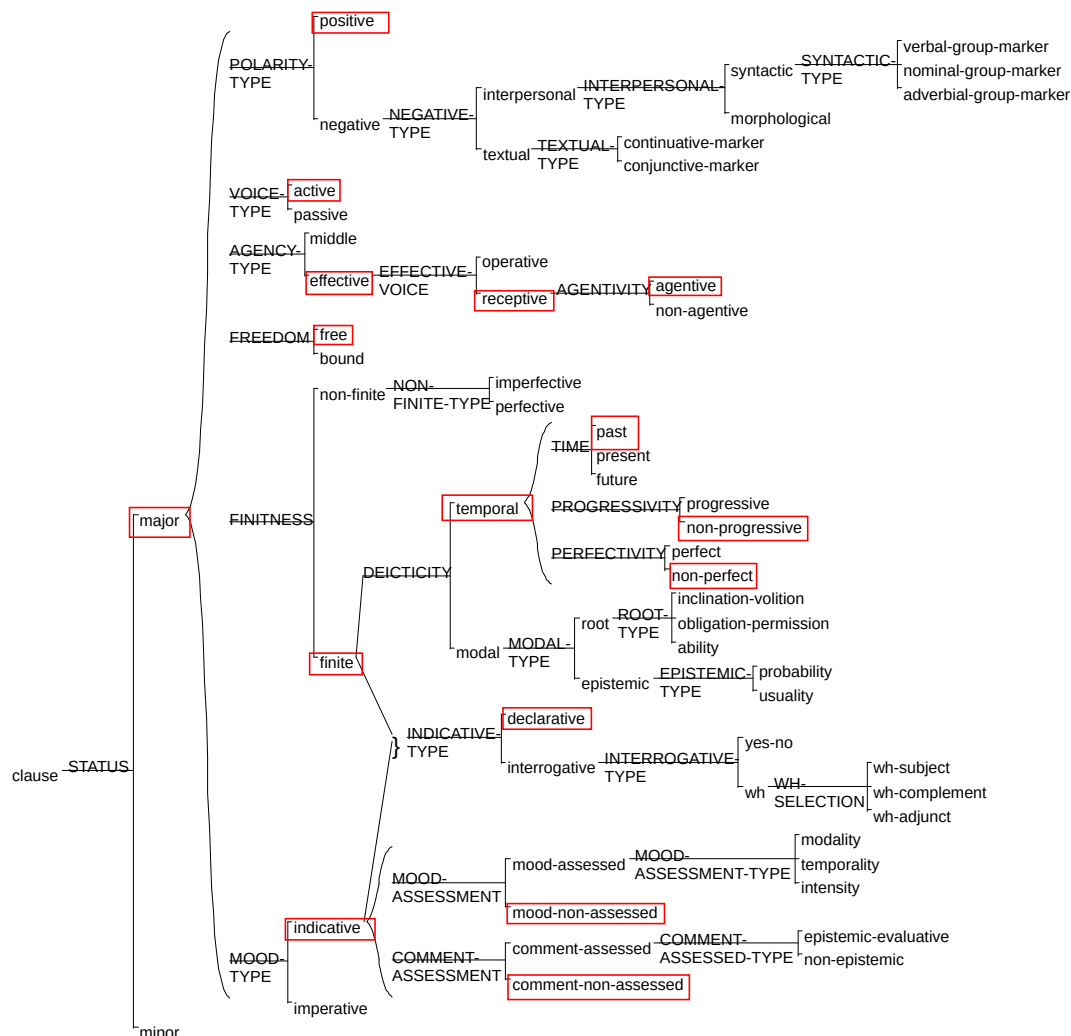 positive
verbal-group-marker
SYNTACTIC-
TYPE
POLARITY-
TYPE
syntactic
nominal-group-marker
INTERPERSONAL-
TYPE
interpersonal
adverbial-group-marker
negative
NEGATIVE-
TYPE
morphological
textual
TEXTUAL-
TYPE
continuative-marker
conjunctive-marker
VOICE-
TYPE
active
passive
AGENCY-
TYPE
middle
effective
EFFECTIVE-
VOICE
operative
receptive
AGENTIVITY
agentive
non-agentive
FREEDOM
free
bound
non-finite
NON-
FINITE-TYPE
imperfective
perfective
TIME
past
present
future
major
FINITNESS
temporal
PROGRESSIVITY
progressive
non-progressive
PERFECTIVITY
perfect
non-perfect
DEICTICITY
inclination-volition
root
ROOT-
TYPE
obligation-permission
ability
finite
modal
MODAL-
TYPE
epistemic
EPISTEMIC-
TYPE
probability
usuality
declarative
}
INDICATIVE-
TYPE
interrogative
INTERROGATIVE-
TYPE
yes-no
wh
WH-
SELECTION
wh-subject
wh-complement
wh-adjunct
clause
STATUS
MOOD-
ASSESSMENT
mood-assessed
MOOD-
ASSESSMENT-TYPE
modality
temporality
intensity
mood-non-assessed
MOOD-
TYPE
indicative
COMMENT-
ASSESSMENT
comment-assessed
COMMENT-
ASSESSED-TYPE
epistemic-evaluative
non-epistemic
comment-non-assessed
imperative
minor